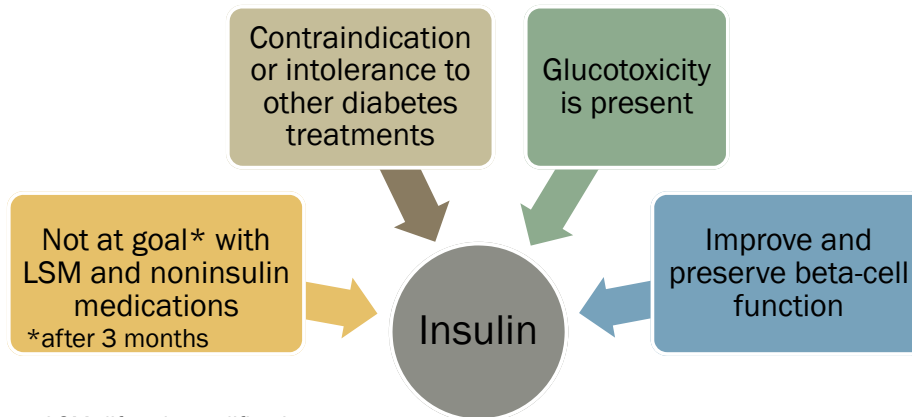 Contraindication
or intolerance to
other diabetes
treatments
Glucotoxicity
is present
Not at goal* with
LSM and noninsulin
medications
*after 3 months
Improve and
preserve beta-cell
function
Insulin